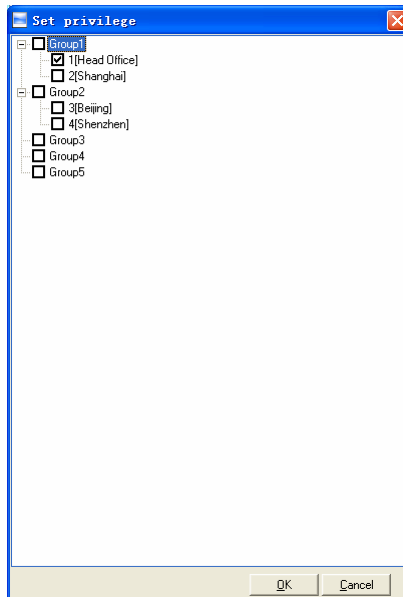 Set privilege
Group1
1[Head Office]
2[Shanghai]
Group2
3[Beijing]
4[Shenzhen]
Group3
Group4
Group5
OK Cancel